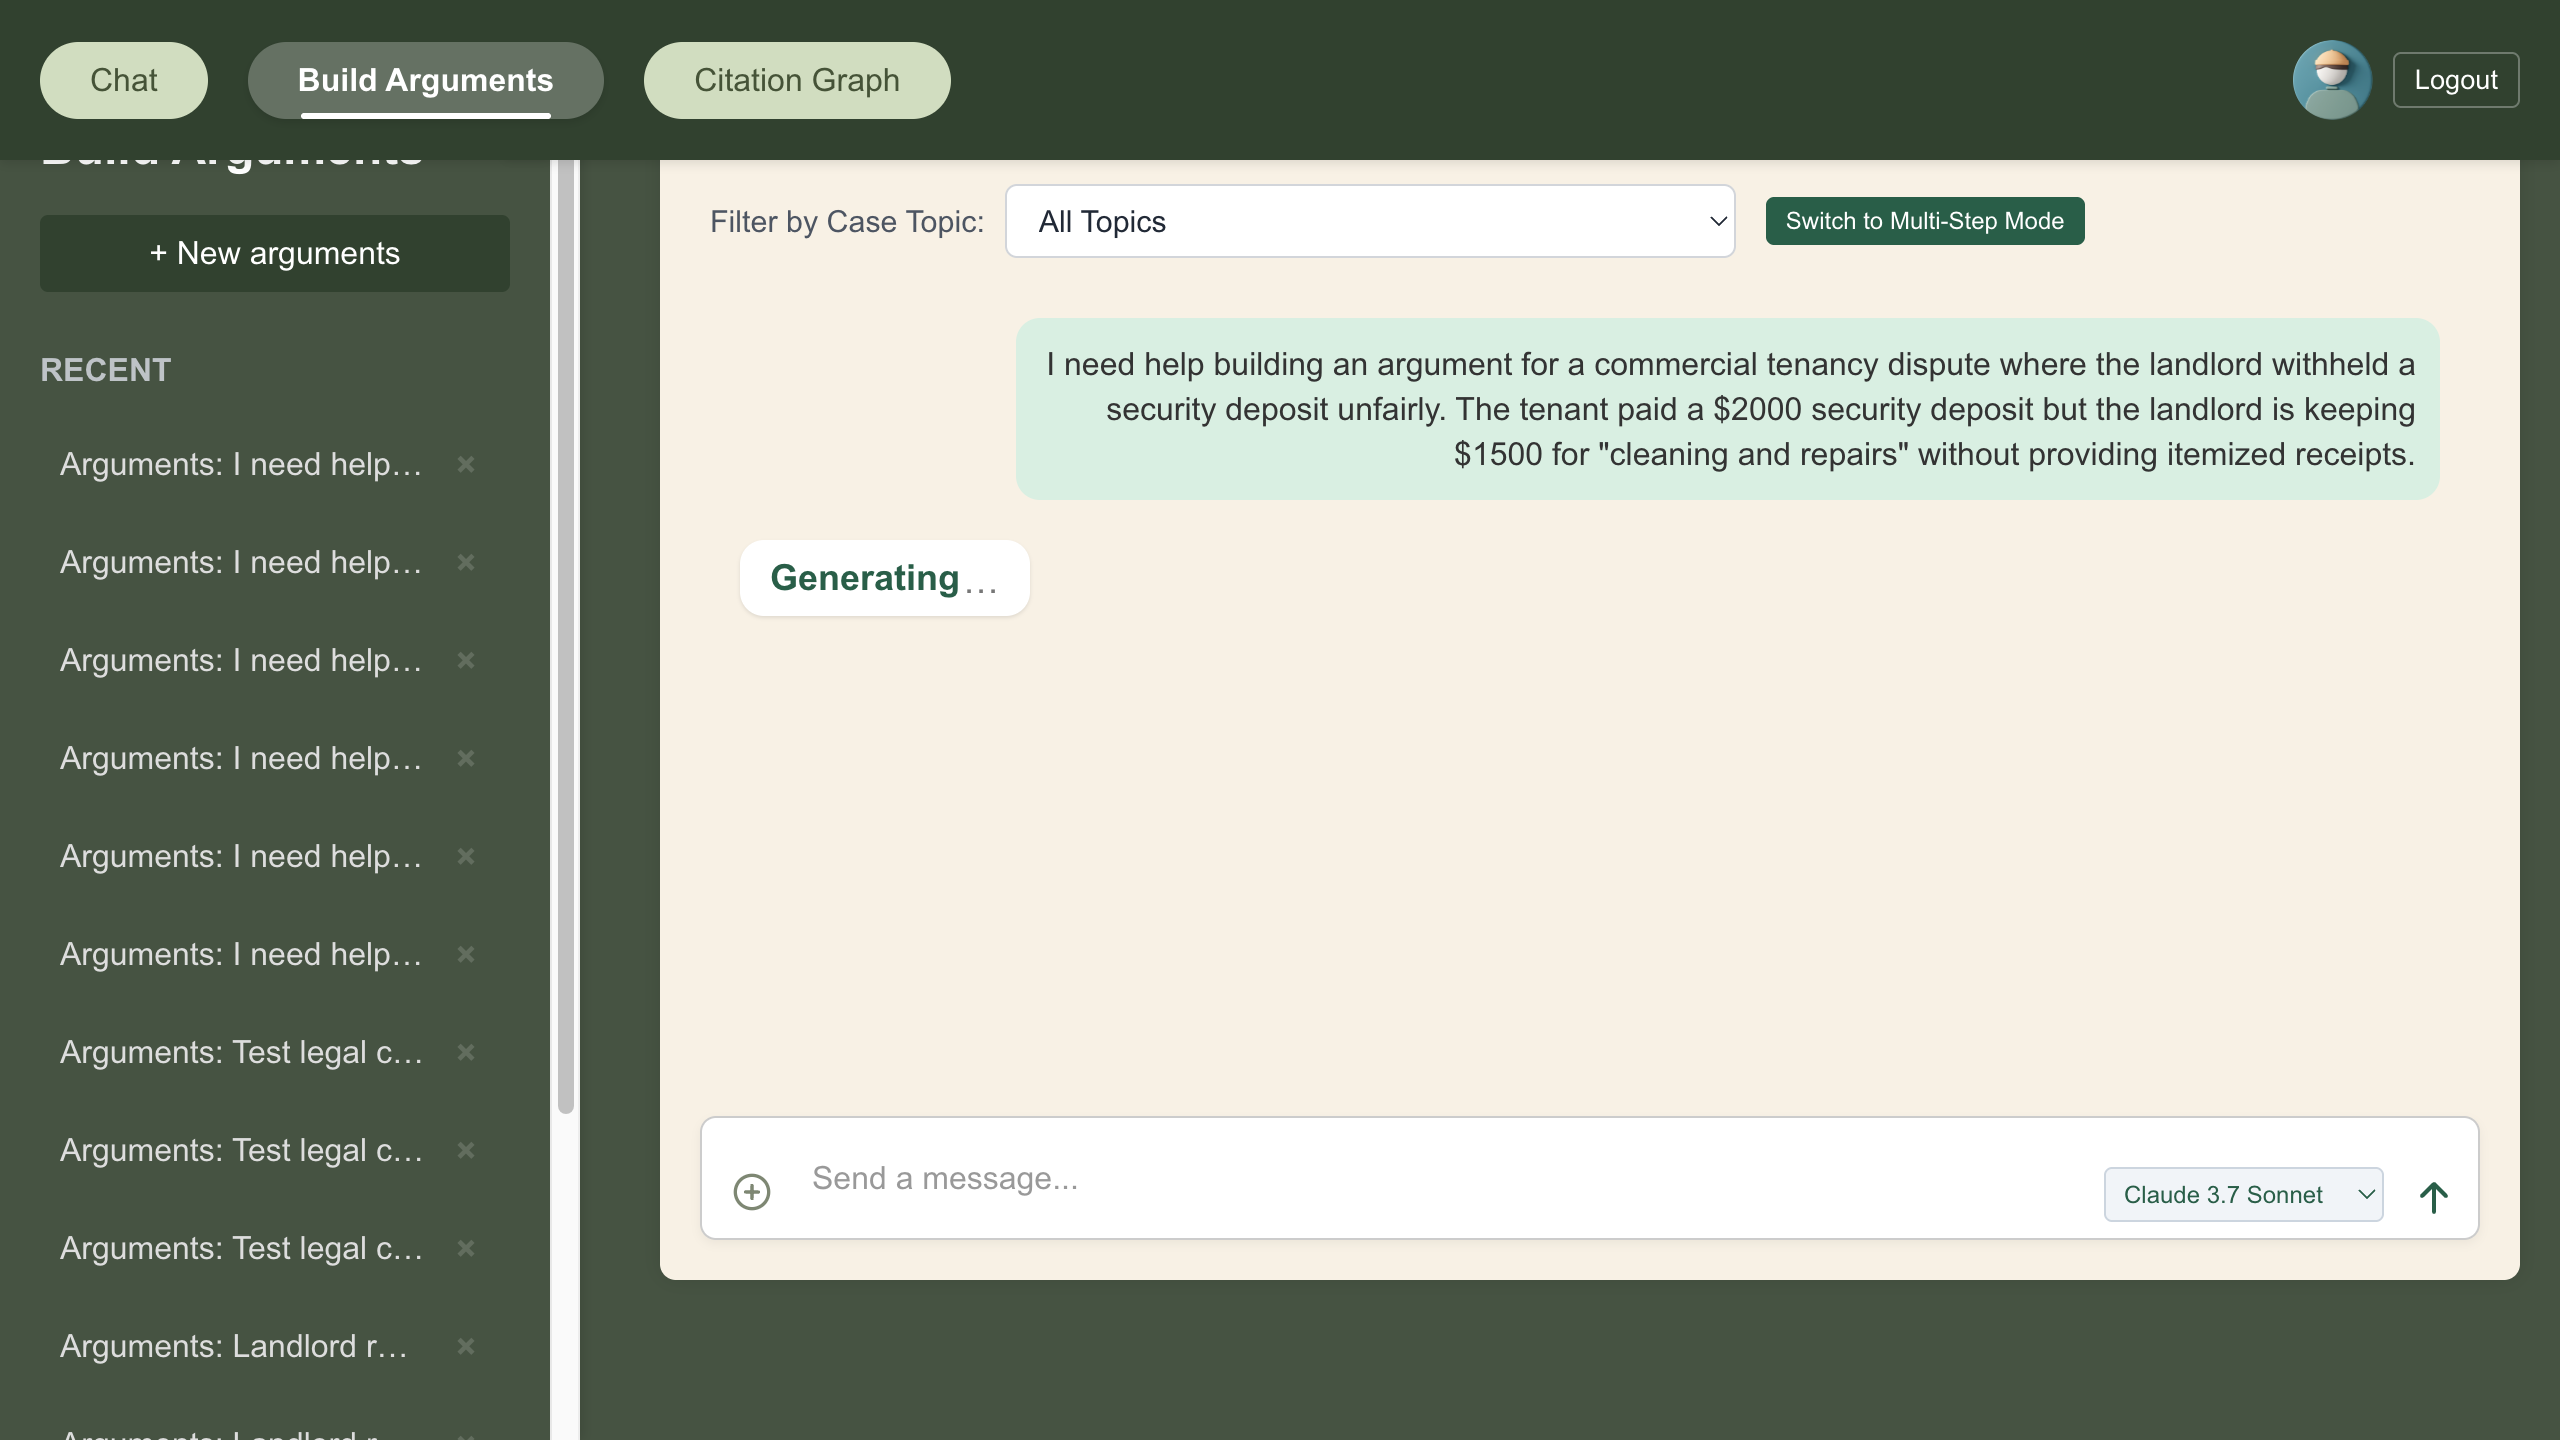 Chat
Build Arguments
Citation Graph
Logout
Build Arguments
+ New arguments
RECENT
Arguments: I need help…
Arguments: I need help…
Arguments: I need help…
Arguments: I need help…
Arguments: I need help…
Arguments: I need help…
Arguments: Test legal c…
Arguments: Test legal c…
Arguments: Test legal c…
Arguments: Landlord r…
Arguments: Landlord r…
Filter by Case Topic:
All Topics
Switch to Multi-Step Mode
I need help building an argument for a commercial tenancy dispute where the landlord withheld a
security deposit unfairly. The tenant paid a $2000 security deposit but the landlord is keeping
$1500 for "cleaning and repairs" without providing itemized receipts.
Generating...
Send a message...
Claude 3.7 Sonnet